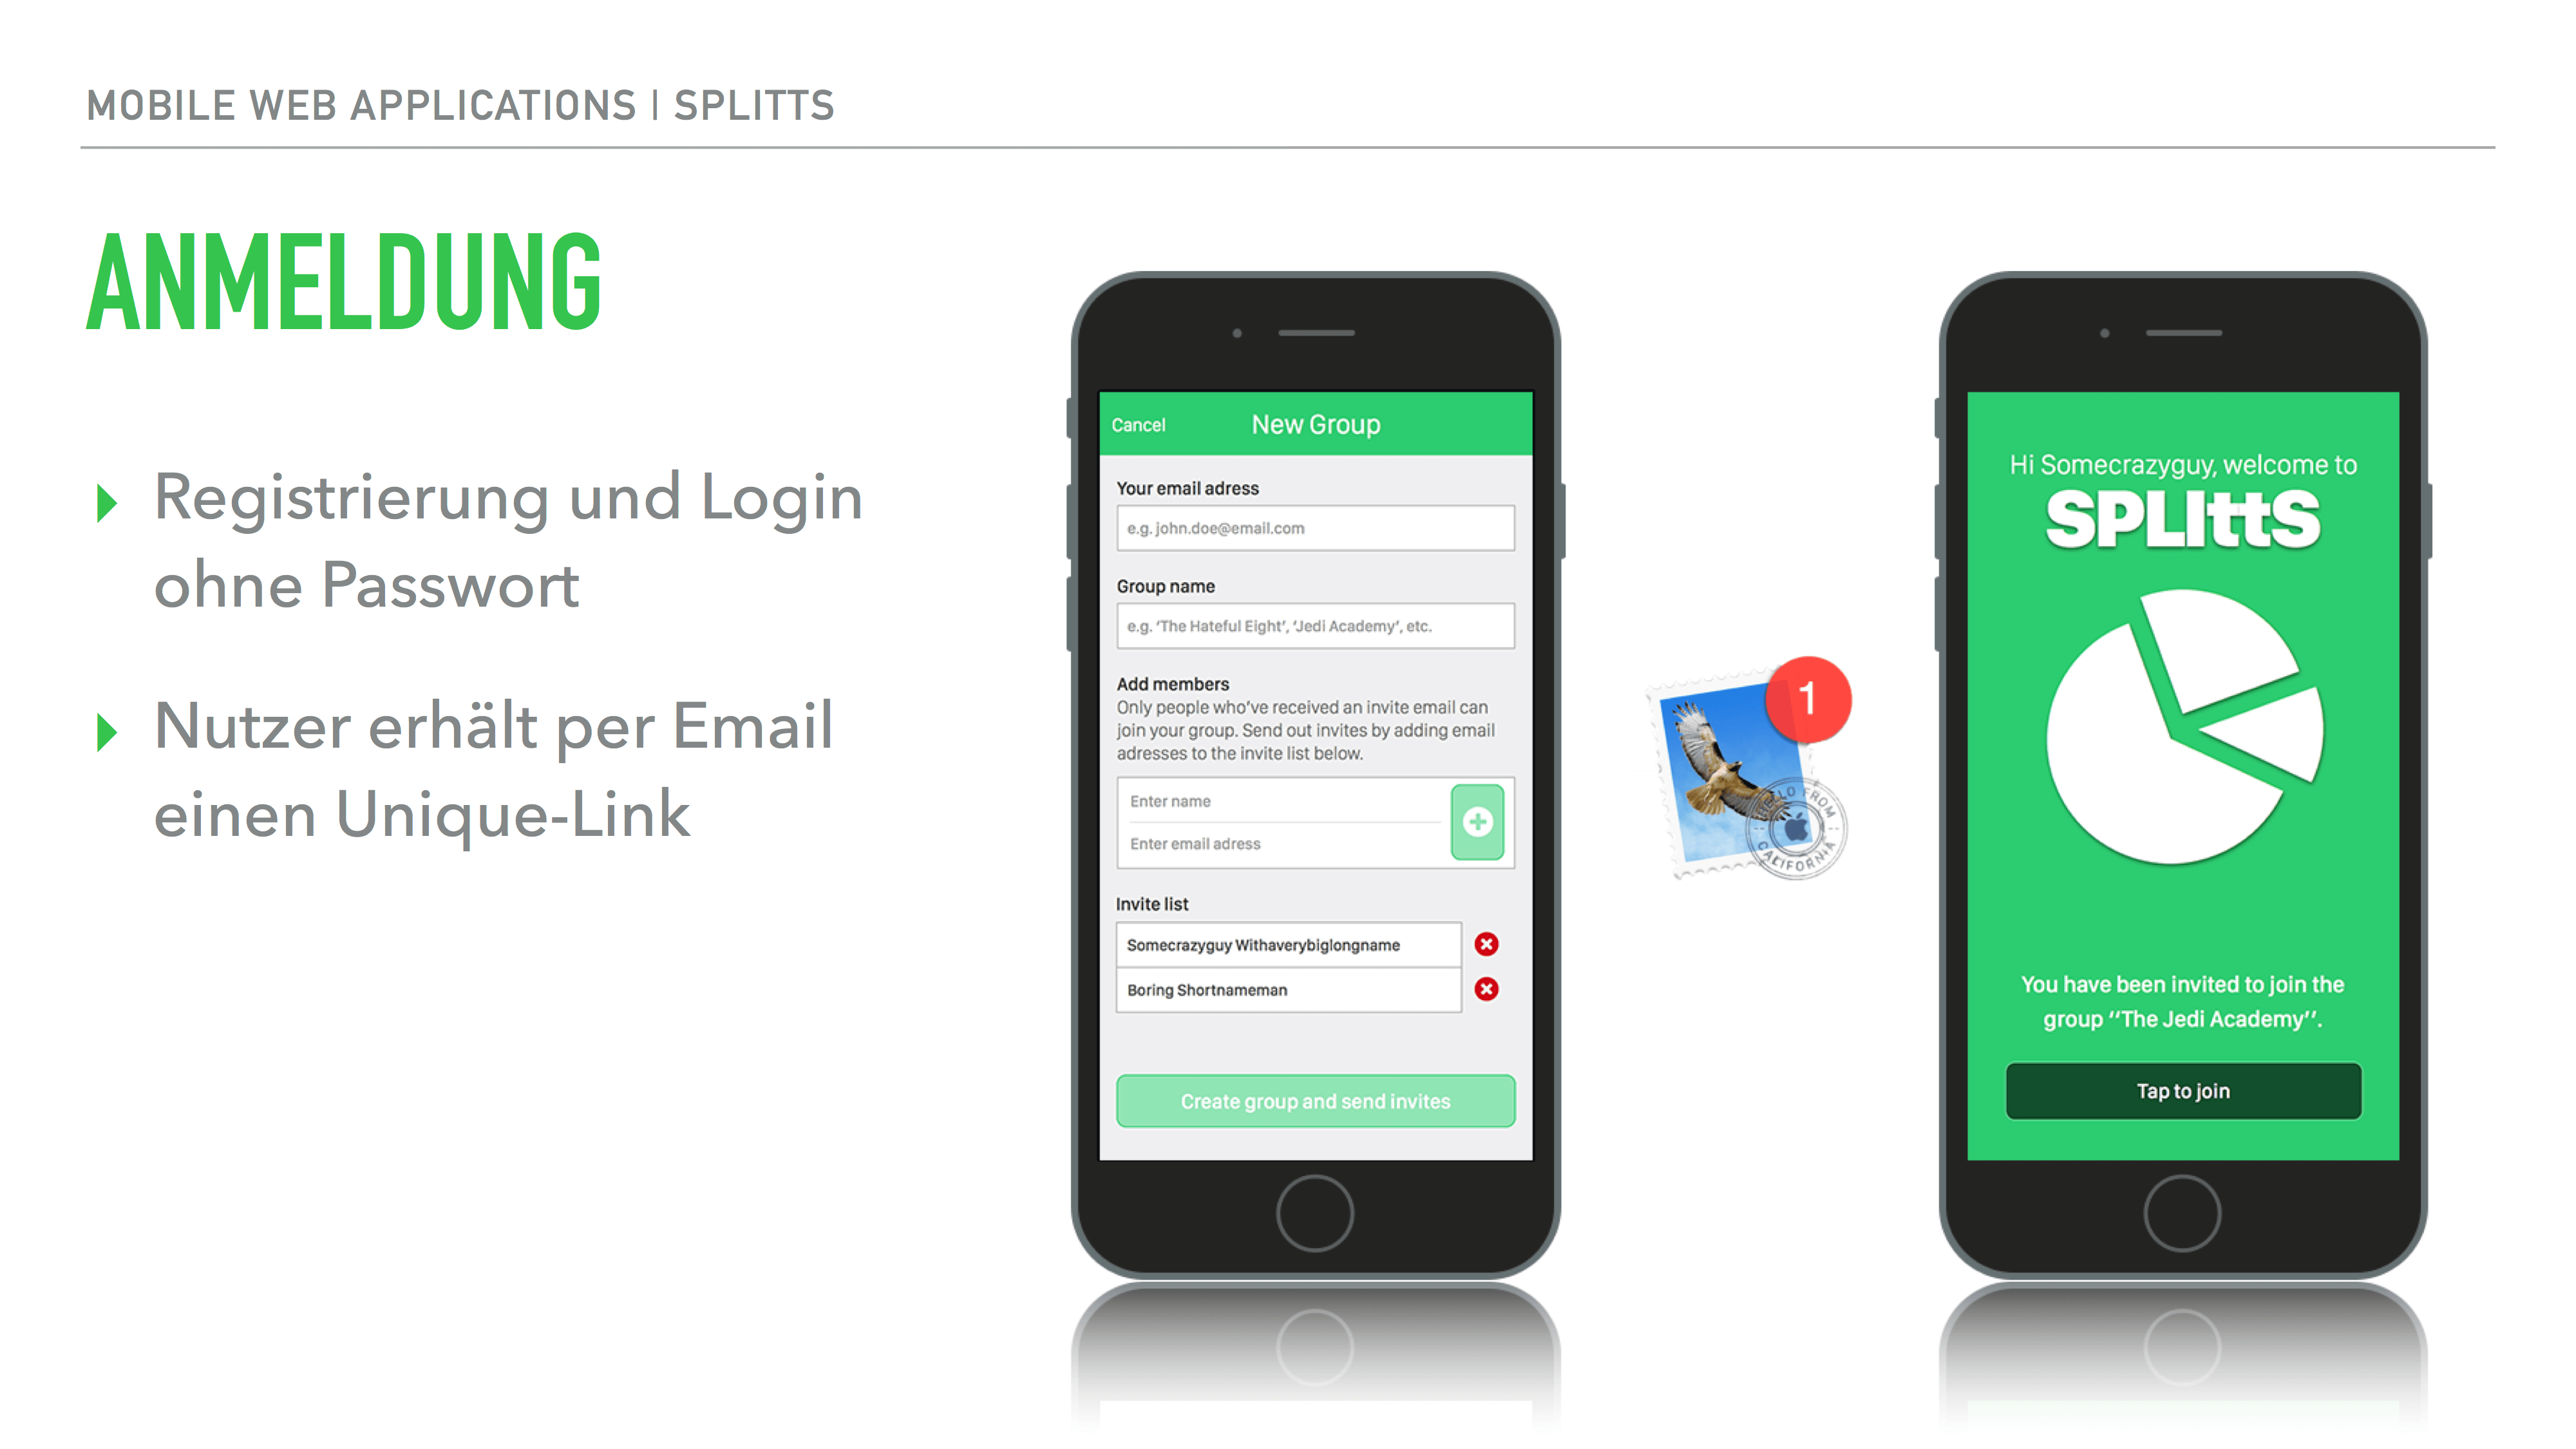 MOBILE WEB APPLICATIONS | SPLITTS
ANMELDUNG
Registrierung und Login
ohne Passwort
Nutzer erhält per Email
einen Unique-Link
Cancel
New Group
Your email adress
e.g. john.doe@email.com
Group name
e.g. 'The Hateful Eight', 'Jedi Academy', etc.
Add members
Only people who've received an invite email can
join your group. Send out invites by adding email
adresses to the invite list below.
Enter name
Enter email adress
Invite list
Somecrazyguy Withaverybiglongname
Boring Shortnameman
Create group and send invites
1
HELLO FROM
CALIFORNIA
Hi Somecrazyguy, welcome to
SPLIttS
You have been invited to join the
group ''The Jedi Academy''.
Tap to join